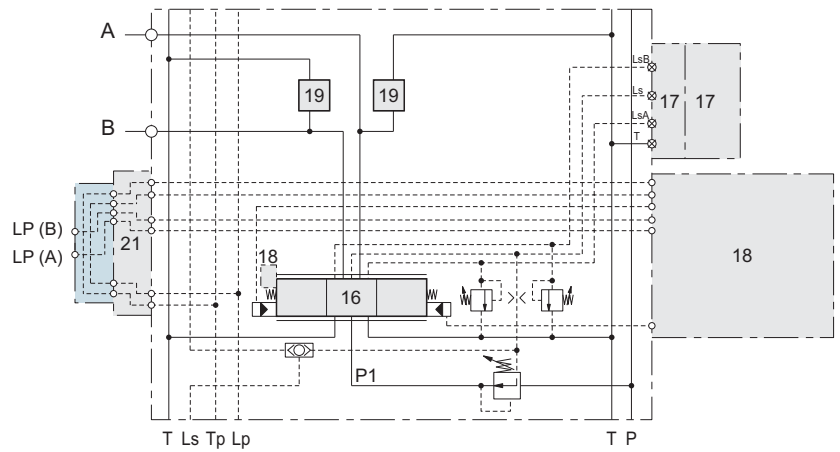 A
LsB
19
19
Ls
17
17
LsA
B
T
LP (B)
21
LP (A)
18
18
16
P1
T Ls Tp Lp
T P